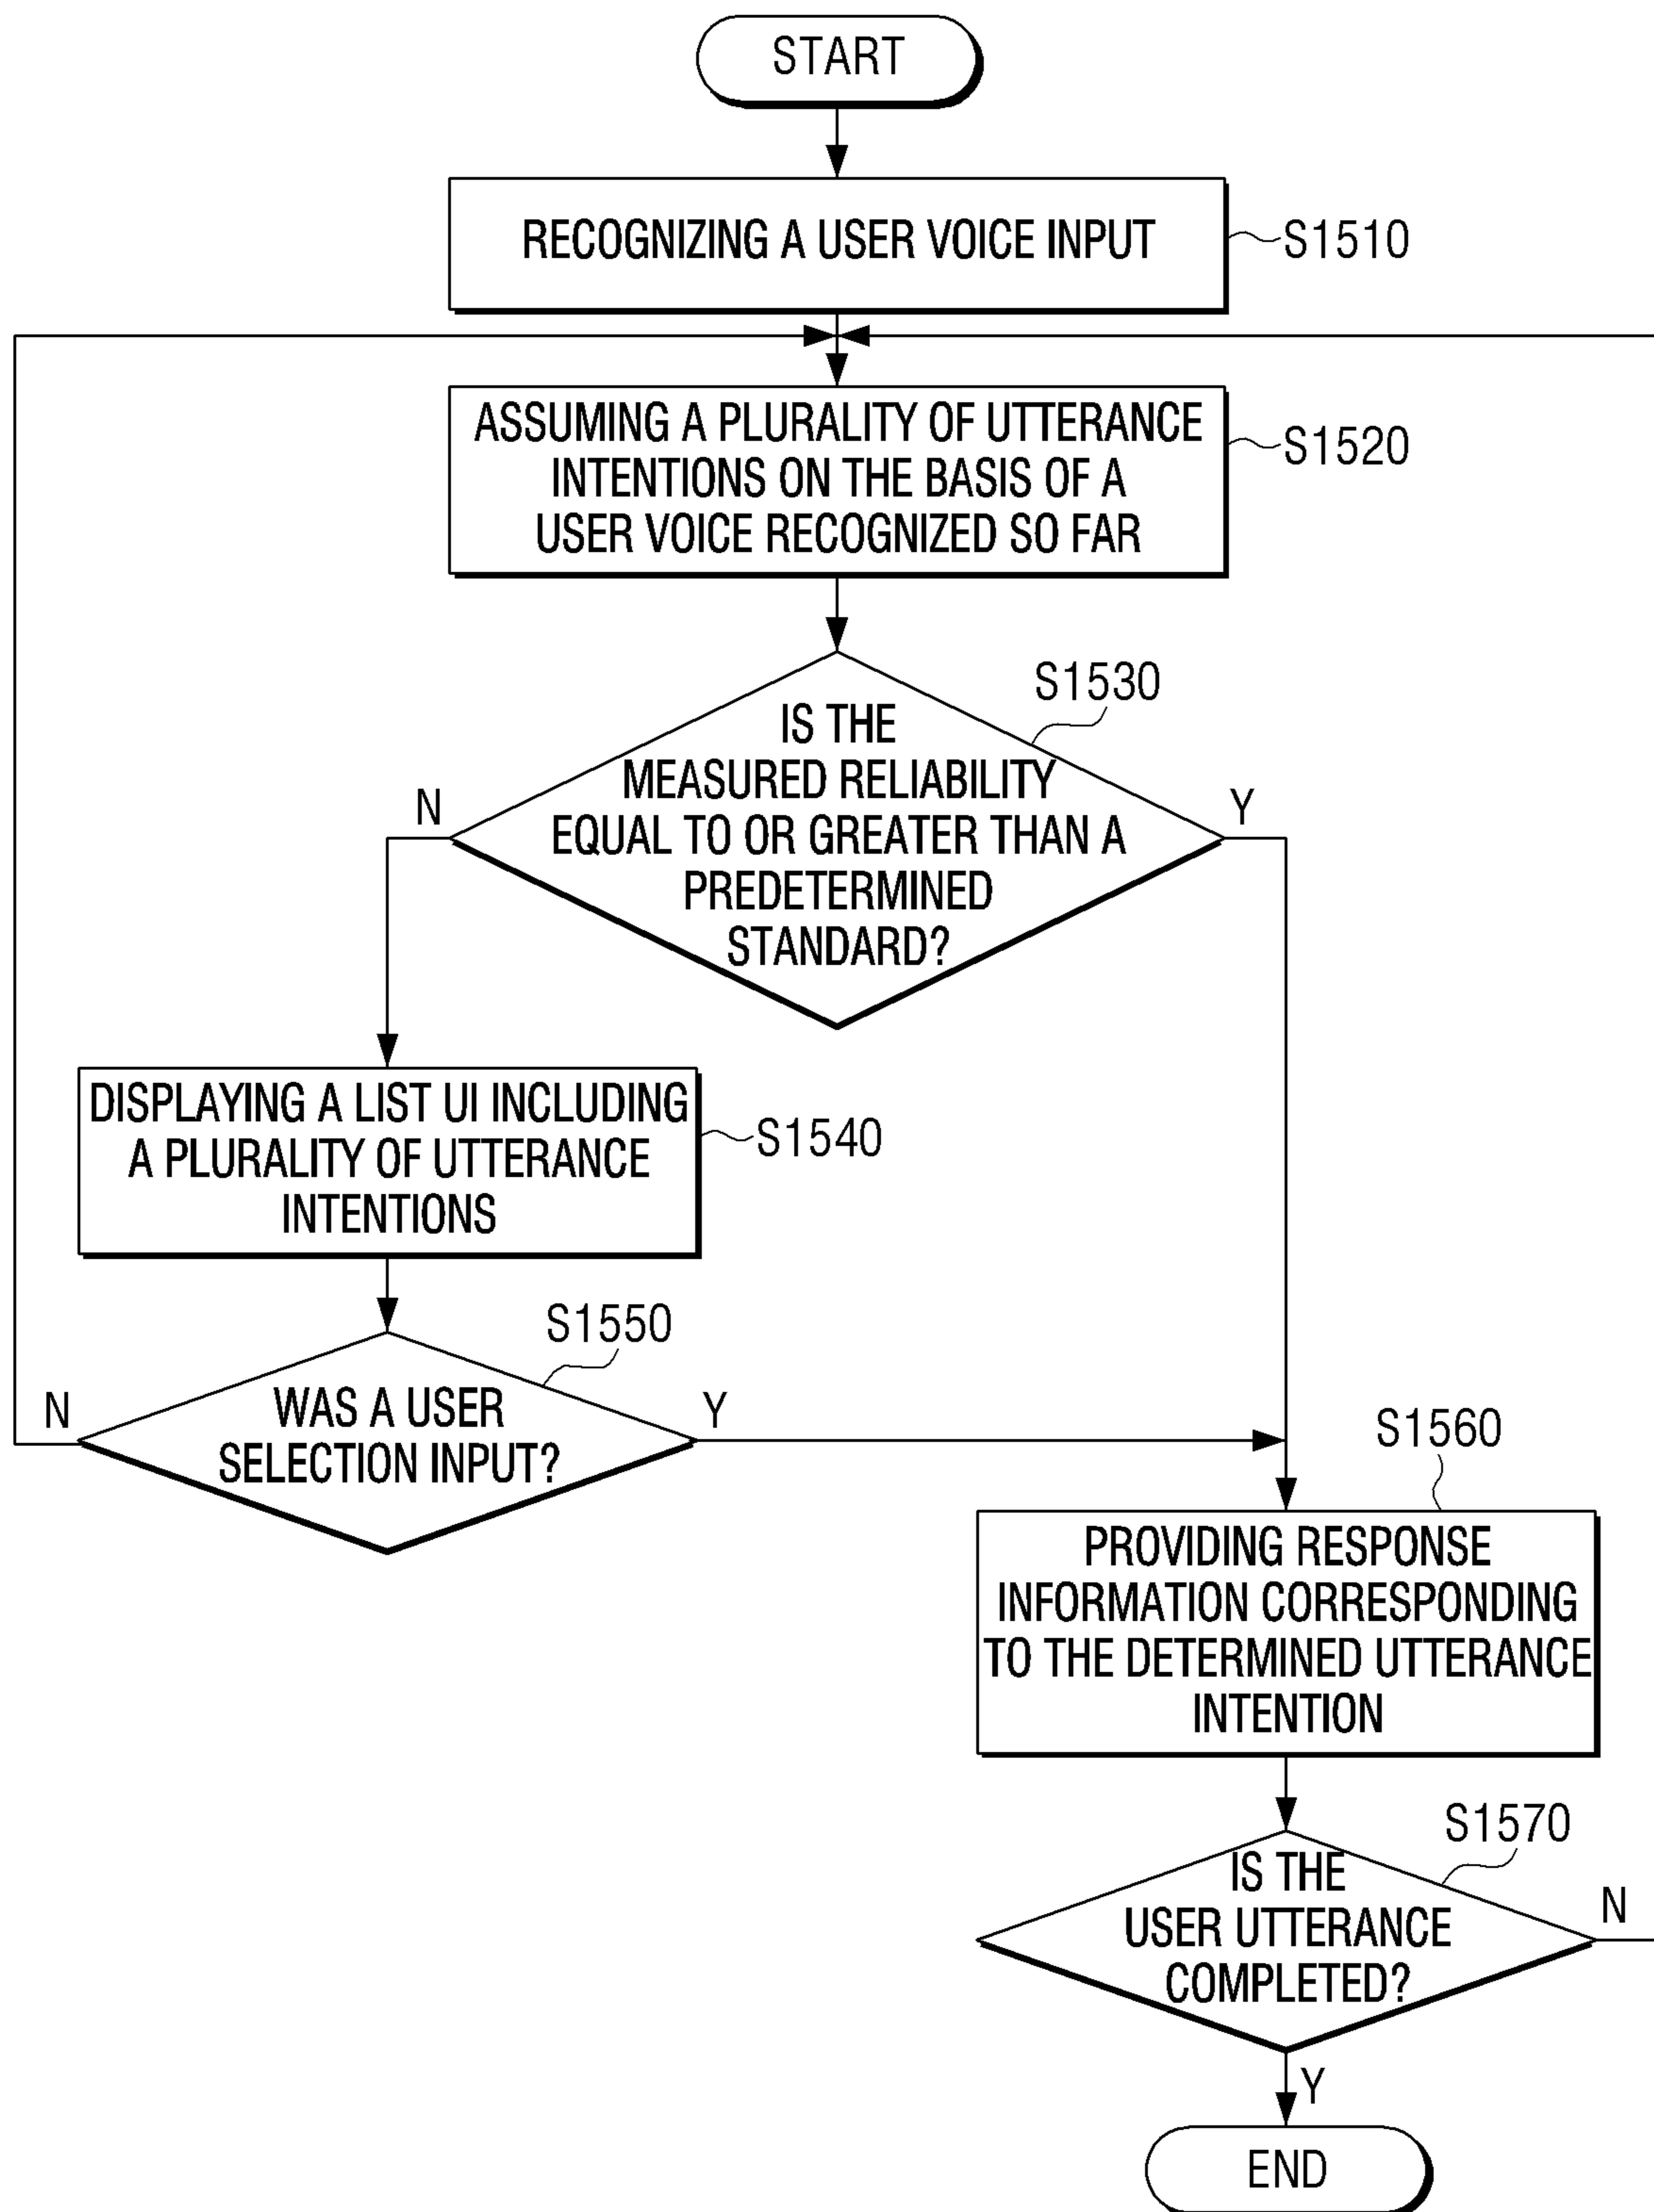 START
RECOGNIZING A USER VOICE INPUT
S1510
ASSUMING A PLURALITY OF UTTERANCE
INTENTIONS ON THE BASIS OF A
USER VOICE RECOGNIZED SO FAR
S1520
S1530
IS THE
MEASURED RELIABILITY
EQUAL TO OR GREATER THAN A
PREDETERMINED
STANDARD?
N
Y
DISPLAYING A LIST UI INCLUDING
A PLURALITY OF UTTERANCE
INTENTIONS
S1540
S1550
WAS A USER
SELECTION INPUT?
N
Y
S1560
PROVIDING RESPONSE
INFORMATION CORRESPONDING
TO THE DETERMINED UTTERANCE
INTENTION
S1570
IS THE
USER UTTERANCE
COMPLETED?
N
Y
END